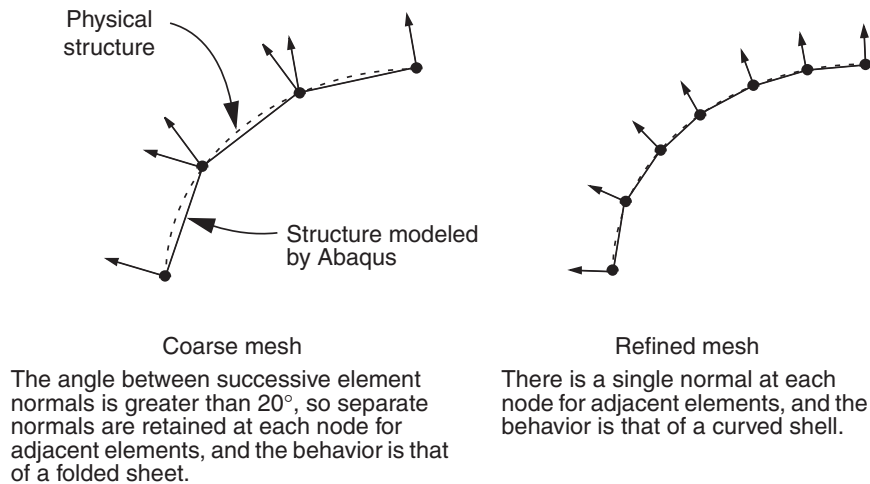 Physical
structure
Structure modeled
by Abaqus
Coarse mesh
The angle between successive element
normals is greater than 20°, so separate
normals are retained at each node for
adjacent elements, and the behavior is that
of a folded sheet.
Refined mesh
There is a single normal at each
node for adjacent elements, and the
behavior is that of a curved shell.